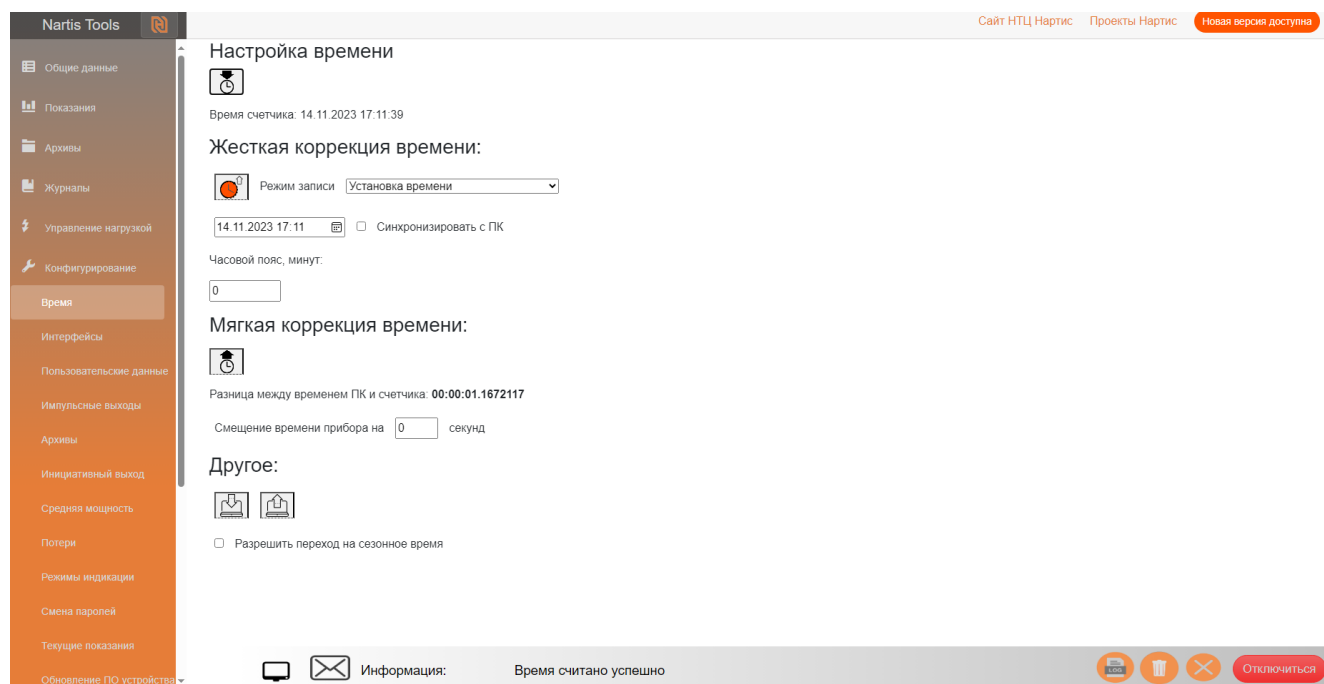 Nartis Tools
Сайт НТЦ Нартис Проекты Нартис Новая версия доступна
Общие данные
Показания
Архивы
Журналы
Управление нагрузкой
Конфигурирование
Время
Интерфейсы
Пользовательские данные
Импульсные выходы
Архивы
Инициативный выход
Средняя мощность
Потери
Режимы индикации
Смена паролей
Текущие показания
Обновление ПО устройства
Настройка времени
Время счетчика: 14.11.2023 17:11:39
Жесткая коррекция времени:
Режим записи Установка времени
14.11.2023 17:11 Синхронизировать с ПК
Часовой пояс, минут:
0
Мягкая коррекция времени:
Разница между временем ПК и счетчика: 00:00:01.1672117
Смещение времени прибора на 0 секунд
Другое:
Разрешить переход на сезонное время
Информация: Время считано успешно
LOG
Отключиться